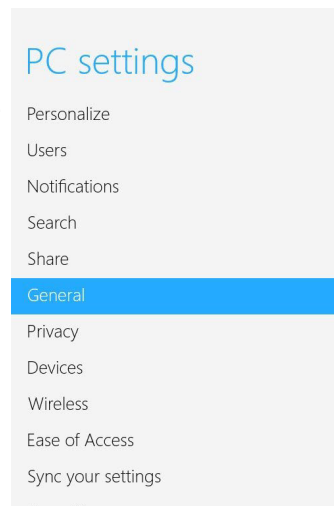 PC settings
Personalize
Users
Notifications
Search
Share
General
Privacy
Devices
Wireless
Ease of Access
Sync your settings